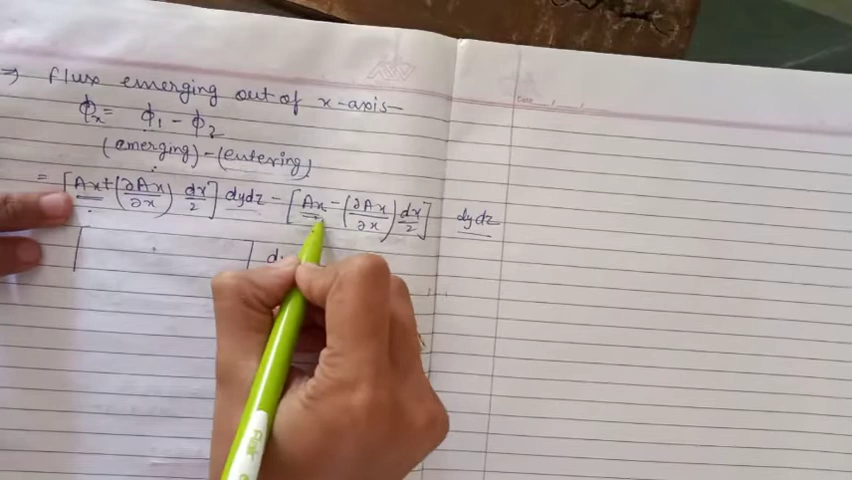 ⇒ flux emerging out of x-axis-
Φx = Φ1 - Φ2
(emerging) - (entering)
= [Ax + (∂Ax/∂x) dx/2] dydz - [Ax - (∂Ax/∂x) dx/2] dydz
[ ]
Date